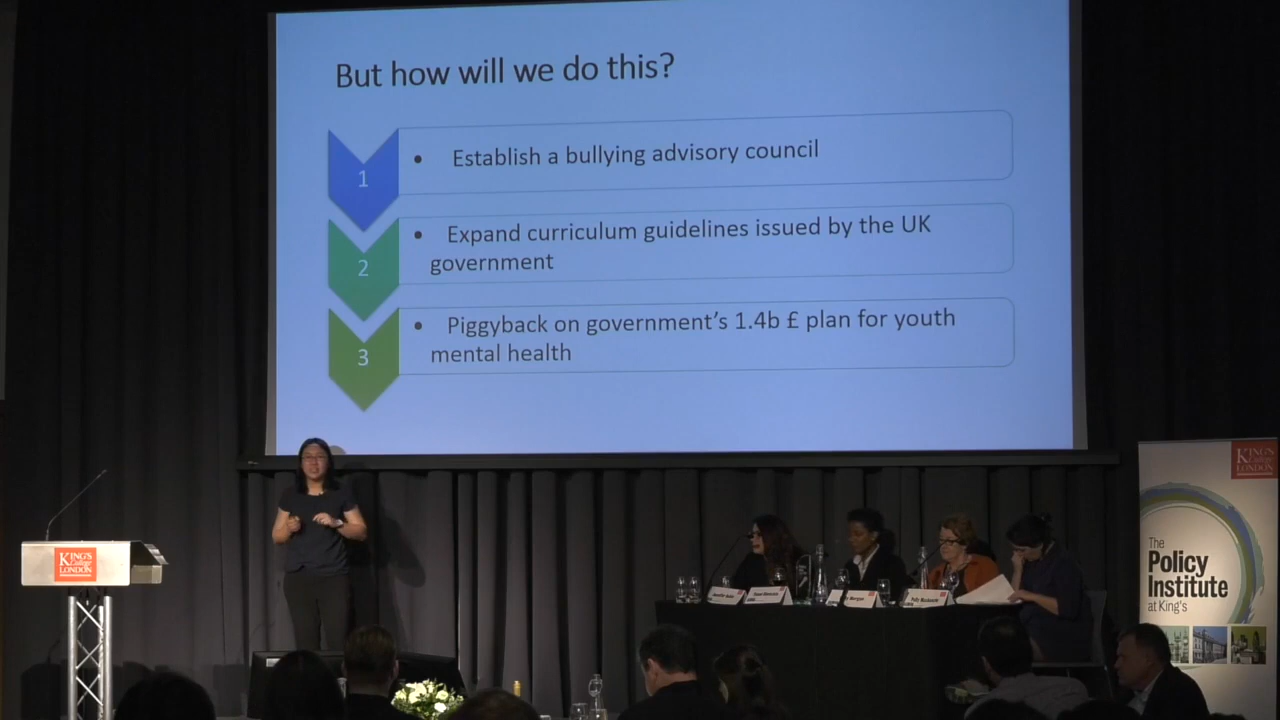 But how will we do this?
1
• Establish a bullying advisory council
2
• Expand curriculum guidelines issued by the UK
government
3
• Piggyback on government's 1.4b £ plan for youth
mental health
KING'S
College
LONDON
KING'S
College
LONDON
The
Policy
Institute
at King's